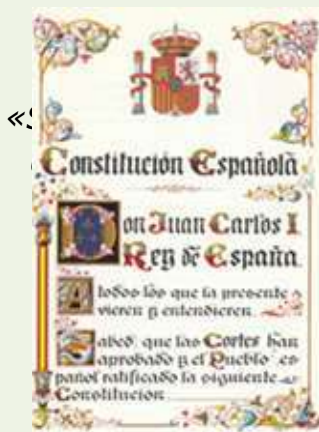 «S
Constitución Española
Don Juan Carlos I
Rey de España
A todos los que la presente
vieren y entendieren.
Sabed: que las Cortes han
aprobado y el Pueblo es
pañol ratificado la siguiente
Constitución